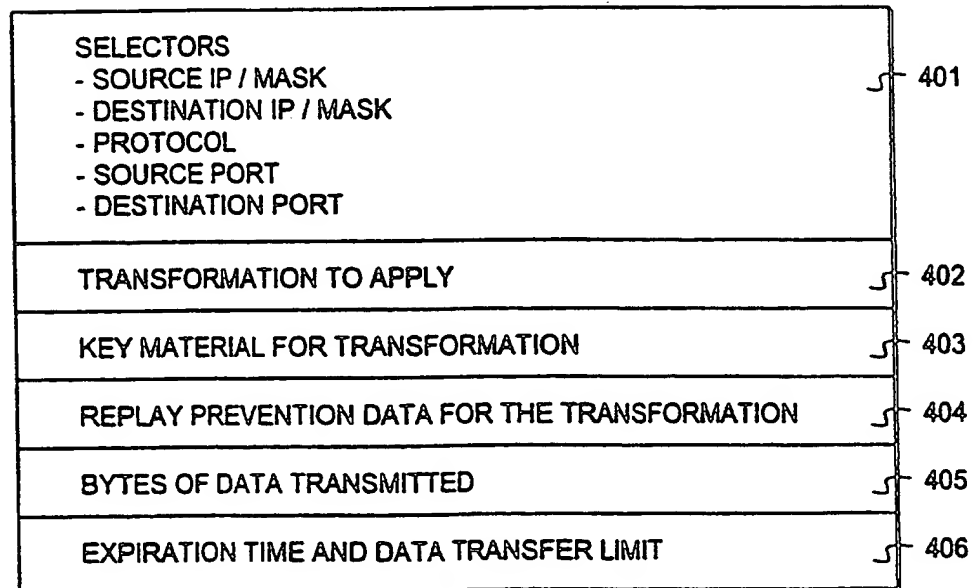 SELECTORS
- SOURCE IP / MASK
- DESTINATION IP / MASK
- PROTOCOL
- SOURCE PORT
- DESTINATION PORT
401
TRANSFORMATION TO APPLY
402
KEY MATERIAL FOR TRANSFORMATION
403
REPLAY PREVENTION DATA FOR THE TRANSFORMATION
404
BYTES OF DATA TRANSMITTED
405
EXPIRATION TIME AND DATA TRANSFER LIMIT
406